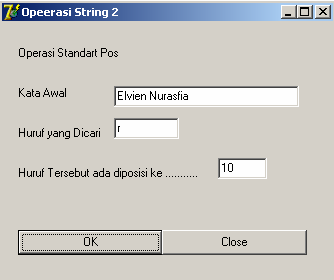 Opeerasi String 2
Operasi Standart Pos
Kata Awal
Elvien Nurasfia
Huruf yang Dicari
r
Huruf Tersebut ada diposisi ke ...........
10
OK
Close